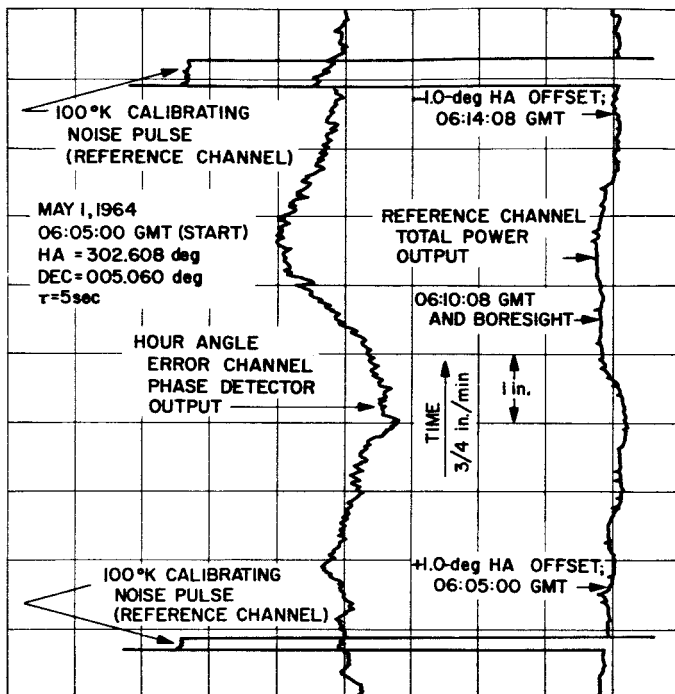 100°K CALIBRATING
NOISE PULSE
(REFERENCE CHANNEL)
-1.0-deg HA OFFSET;
06:14:08 GMT
MAY 1, 1964
06:05:00 GMT (START)
HA = 302.608 deg
DEC = 005.060 deg
τ=5sec
REFERENCE CHANNEL
TOTAL POWER
OUTPUT
06:10:08 GMT
AND BORESIGHT
HOUR ANGLE
ERROR CHANNEL
PHASE DETECTOR
OUTPUT
TIME
3/4 in./min
1 in.
100°K CALIBRATING
NOISE PULSE
(REFERENCE CHANNEL)
+1.0-deg HA OFFSET;
06:05:00 GMT